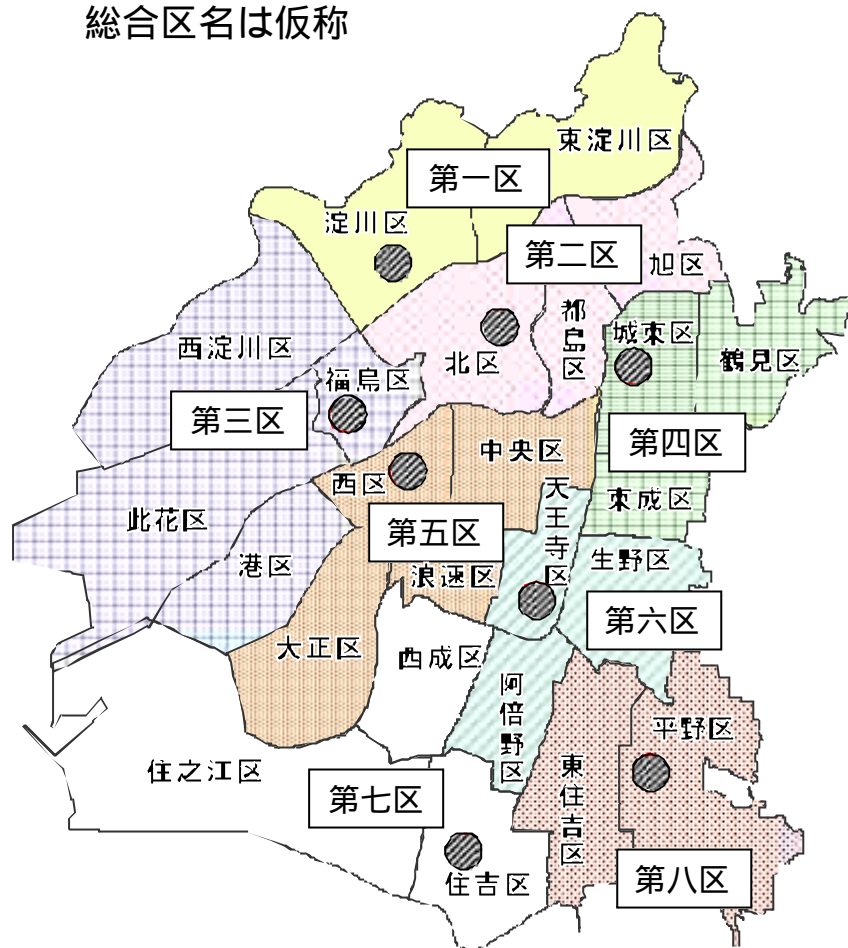 総合区名は仮称
東淀川区
第一区
淀川区
第二区
旭区
都島区
城東区
鶴見区
西淀川区
福島区
北区
第三区
第四区
中央区
西区
東成区
此花区
天王寺区
第五区
港区
生野区
浪速区
第六区
大正区
西成区
阿倍野区
平野区
東住吉区
住之江区
第七区
住吉区
第八区